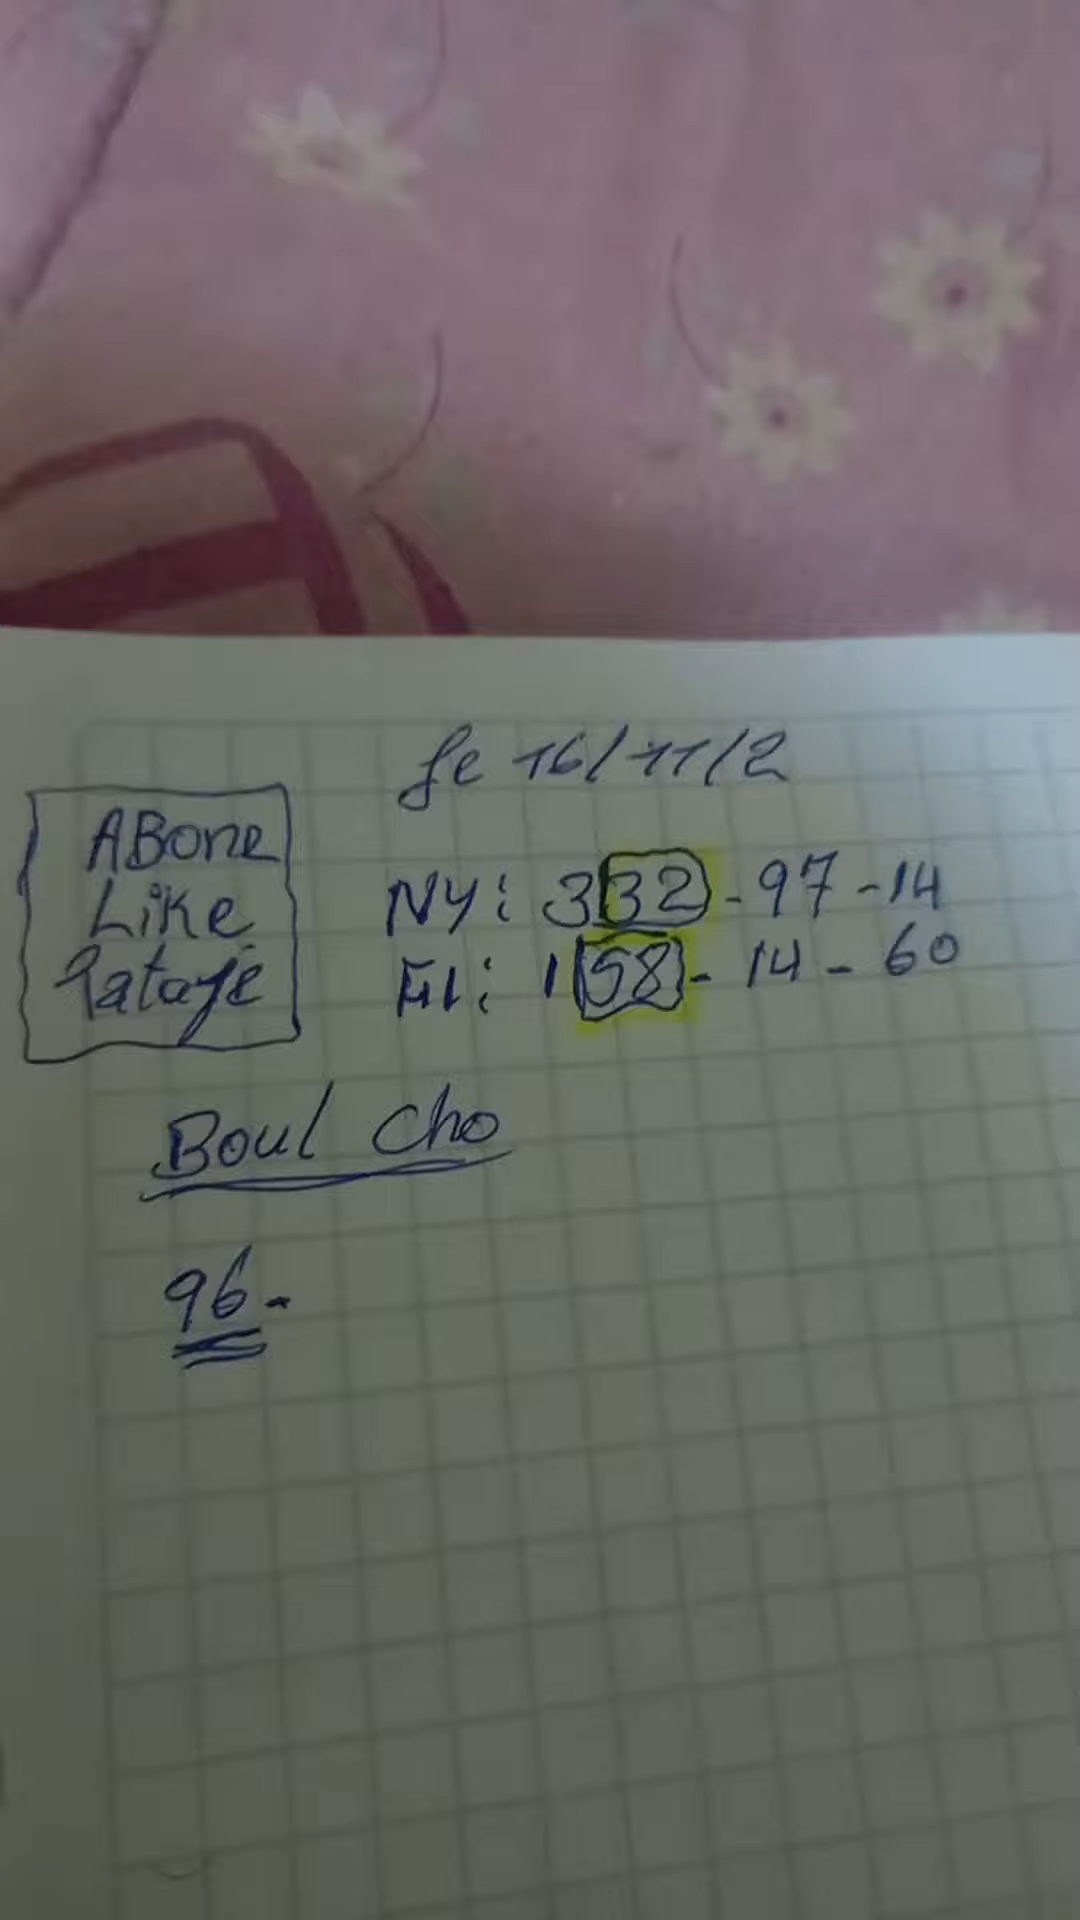 Le 16/11/2
ABone
Like
Pataje
NY: 332-97-14
Fl: 158-14-60
Boul cho
96-